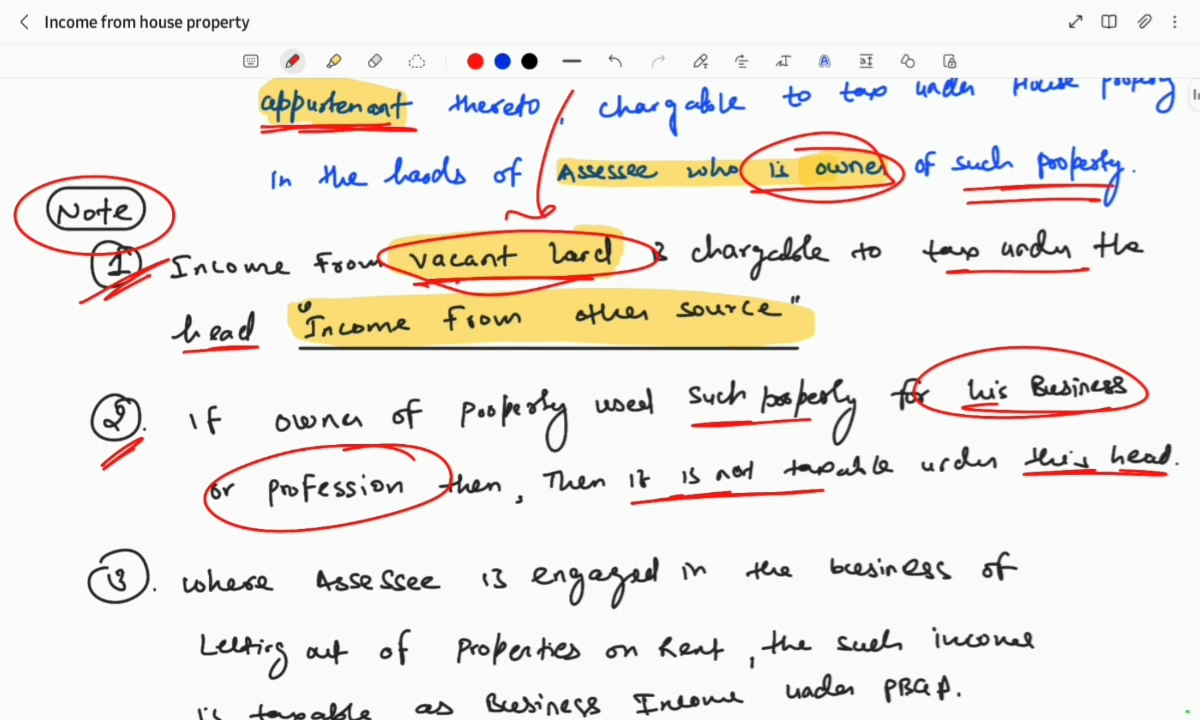 Income from house property
appurtenant thereto, chargable to tax under House property
in the hands of Assessee who is owner of such property.
Note
1 Income from vacant land is chargable to tax under the
head "Income from other source"
2. If owner of property used such property for his Business
or profession then, Then it is not taxable under this head.
3. where Assessee is engaged in the business of
Letting out of properties on Rent, the such income
is taxable as Business Income under PBGP.